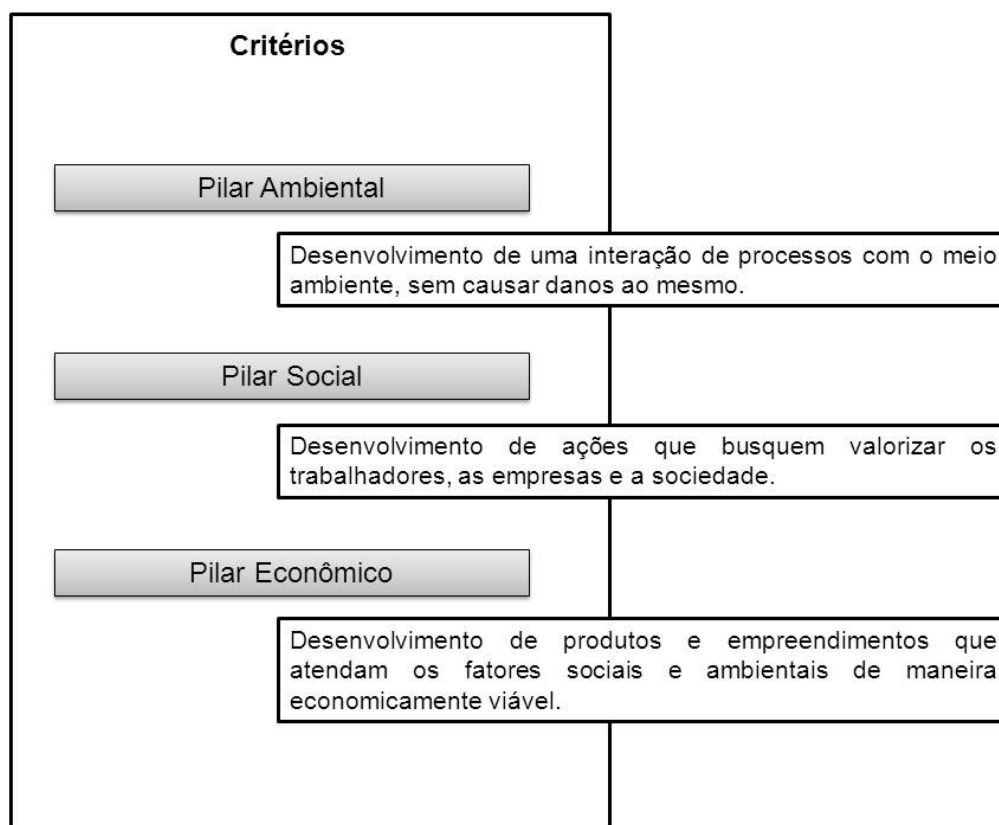 Critérios
Pilar Ambiental
Desenvolvimento de uma interação de processos com o meio
ambiente, sem causar danos ao mesmo.
Pilar Social
Desenvolvimento de ações que busquem valorizar os
trabalhadores, as empresas e a sociedade.
Pilar Econômico
Desenvolvimento de produtos e empreendimentos que
atendam os fatores sociais e ambientais de maneira
economicamente viável.